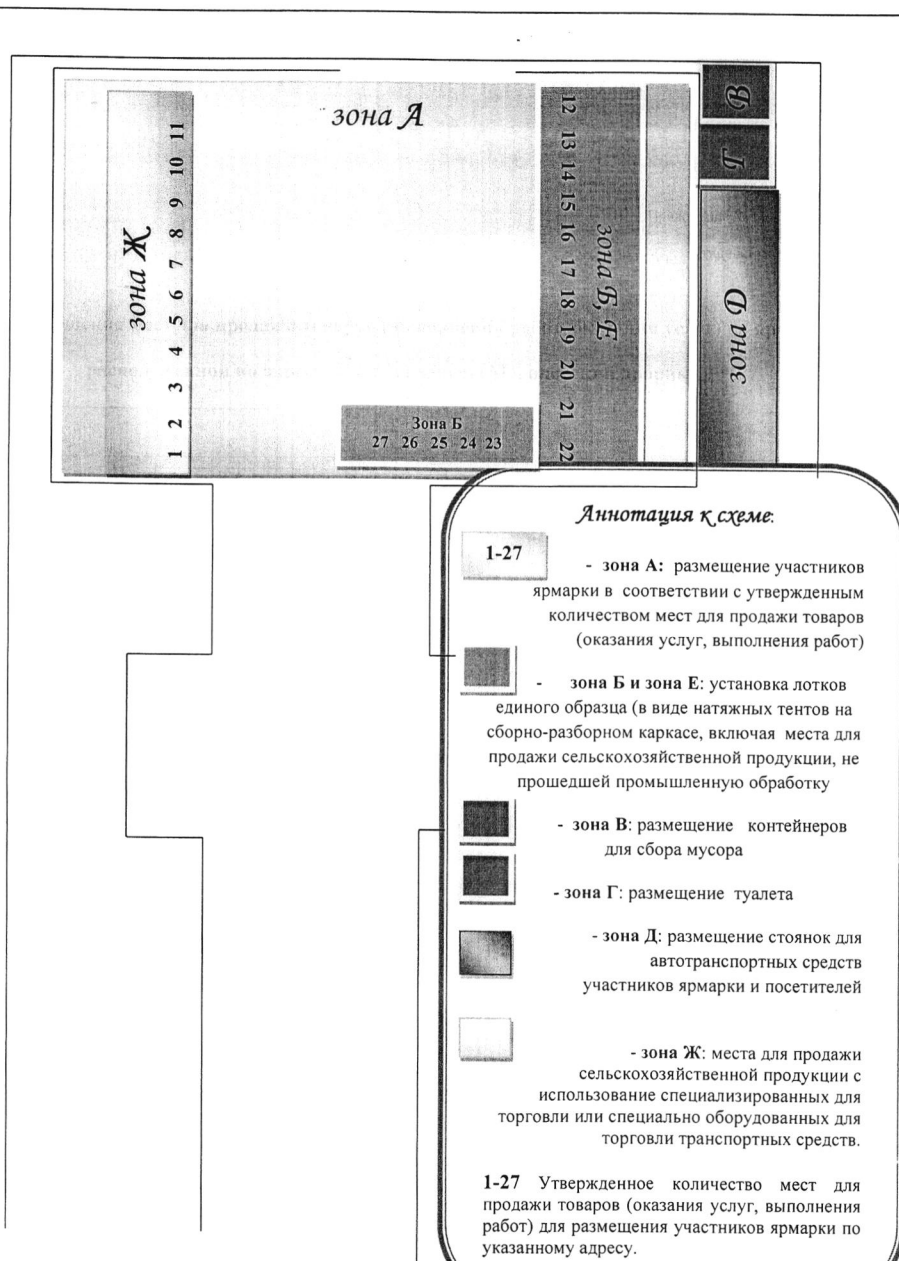 зона А
зона Ж
1 2 3 4 5 6 7 8 9 10 11
12 13 14 15 16 17 18 19 20 21 22
зона Б, Е
В
Г
зона D
Зона Б
27 26 25 24 23
Аннотация к схеме:
1-27
- зона А: размещение участников
ярмарки в соответствии с утвержденным
количеством мест для продажи товаров
(оказания услуг, выполнения работ)
- зона Б и зона Е: установка лотков
единого образца (в виде натяжных тентов на
сборно-разборном каркасе, включая места для
продажи сельскохозяйственной продукции, не
прошедшей промышленную обработку
- зона В: размещение контейнеров
для сбора мусора
- зона Г: размещение туалета
- зона Д: размещение стоянок для
автотранспортных средств
участников ярмарки и посетителей
- зона Ж: места для продажи
сельскохозяйственной продукции с
использование специализированных для
торговли или специально оборудованных для
торговли транспортных средств.
1-27 Утвержденное количество мест для
продажи товаров (оказания услуг, выполнения
работ) для размещения участников ярмарки по
указанному адресу.